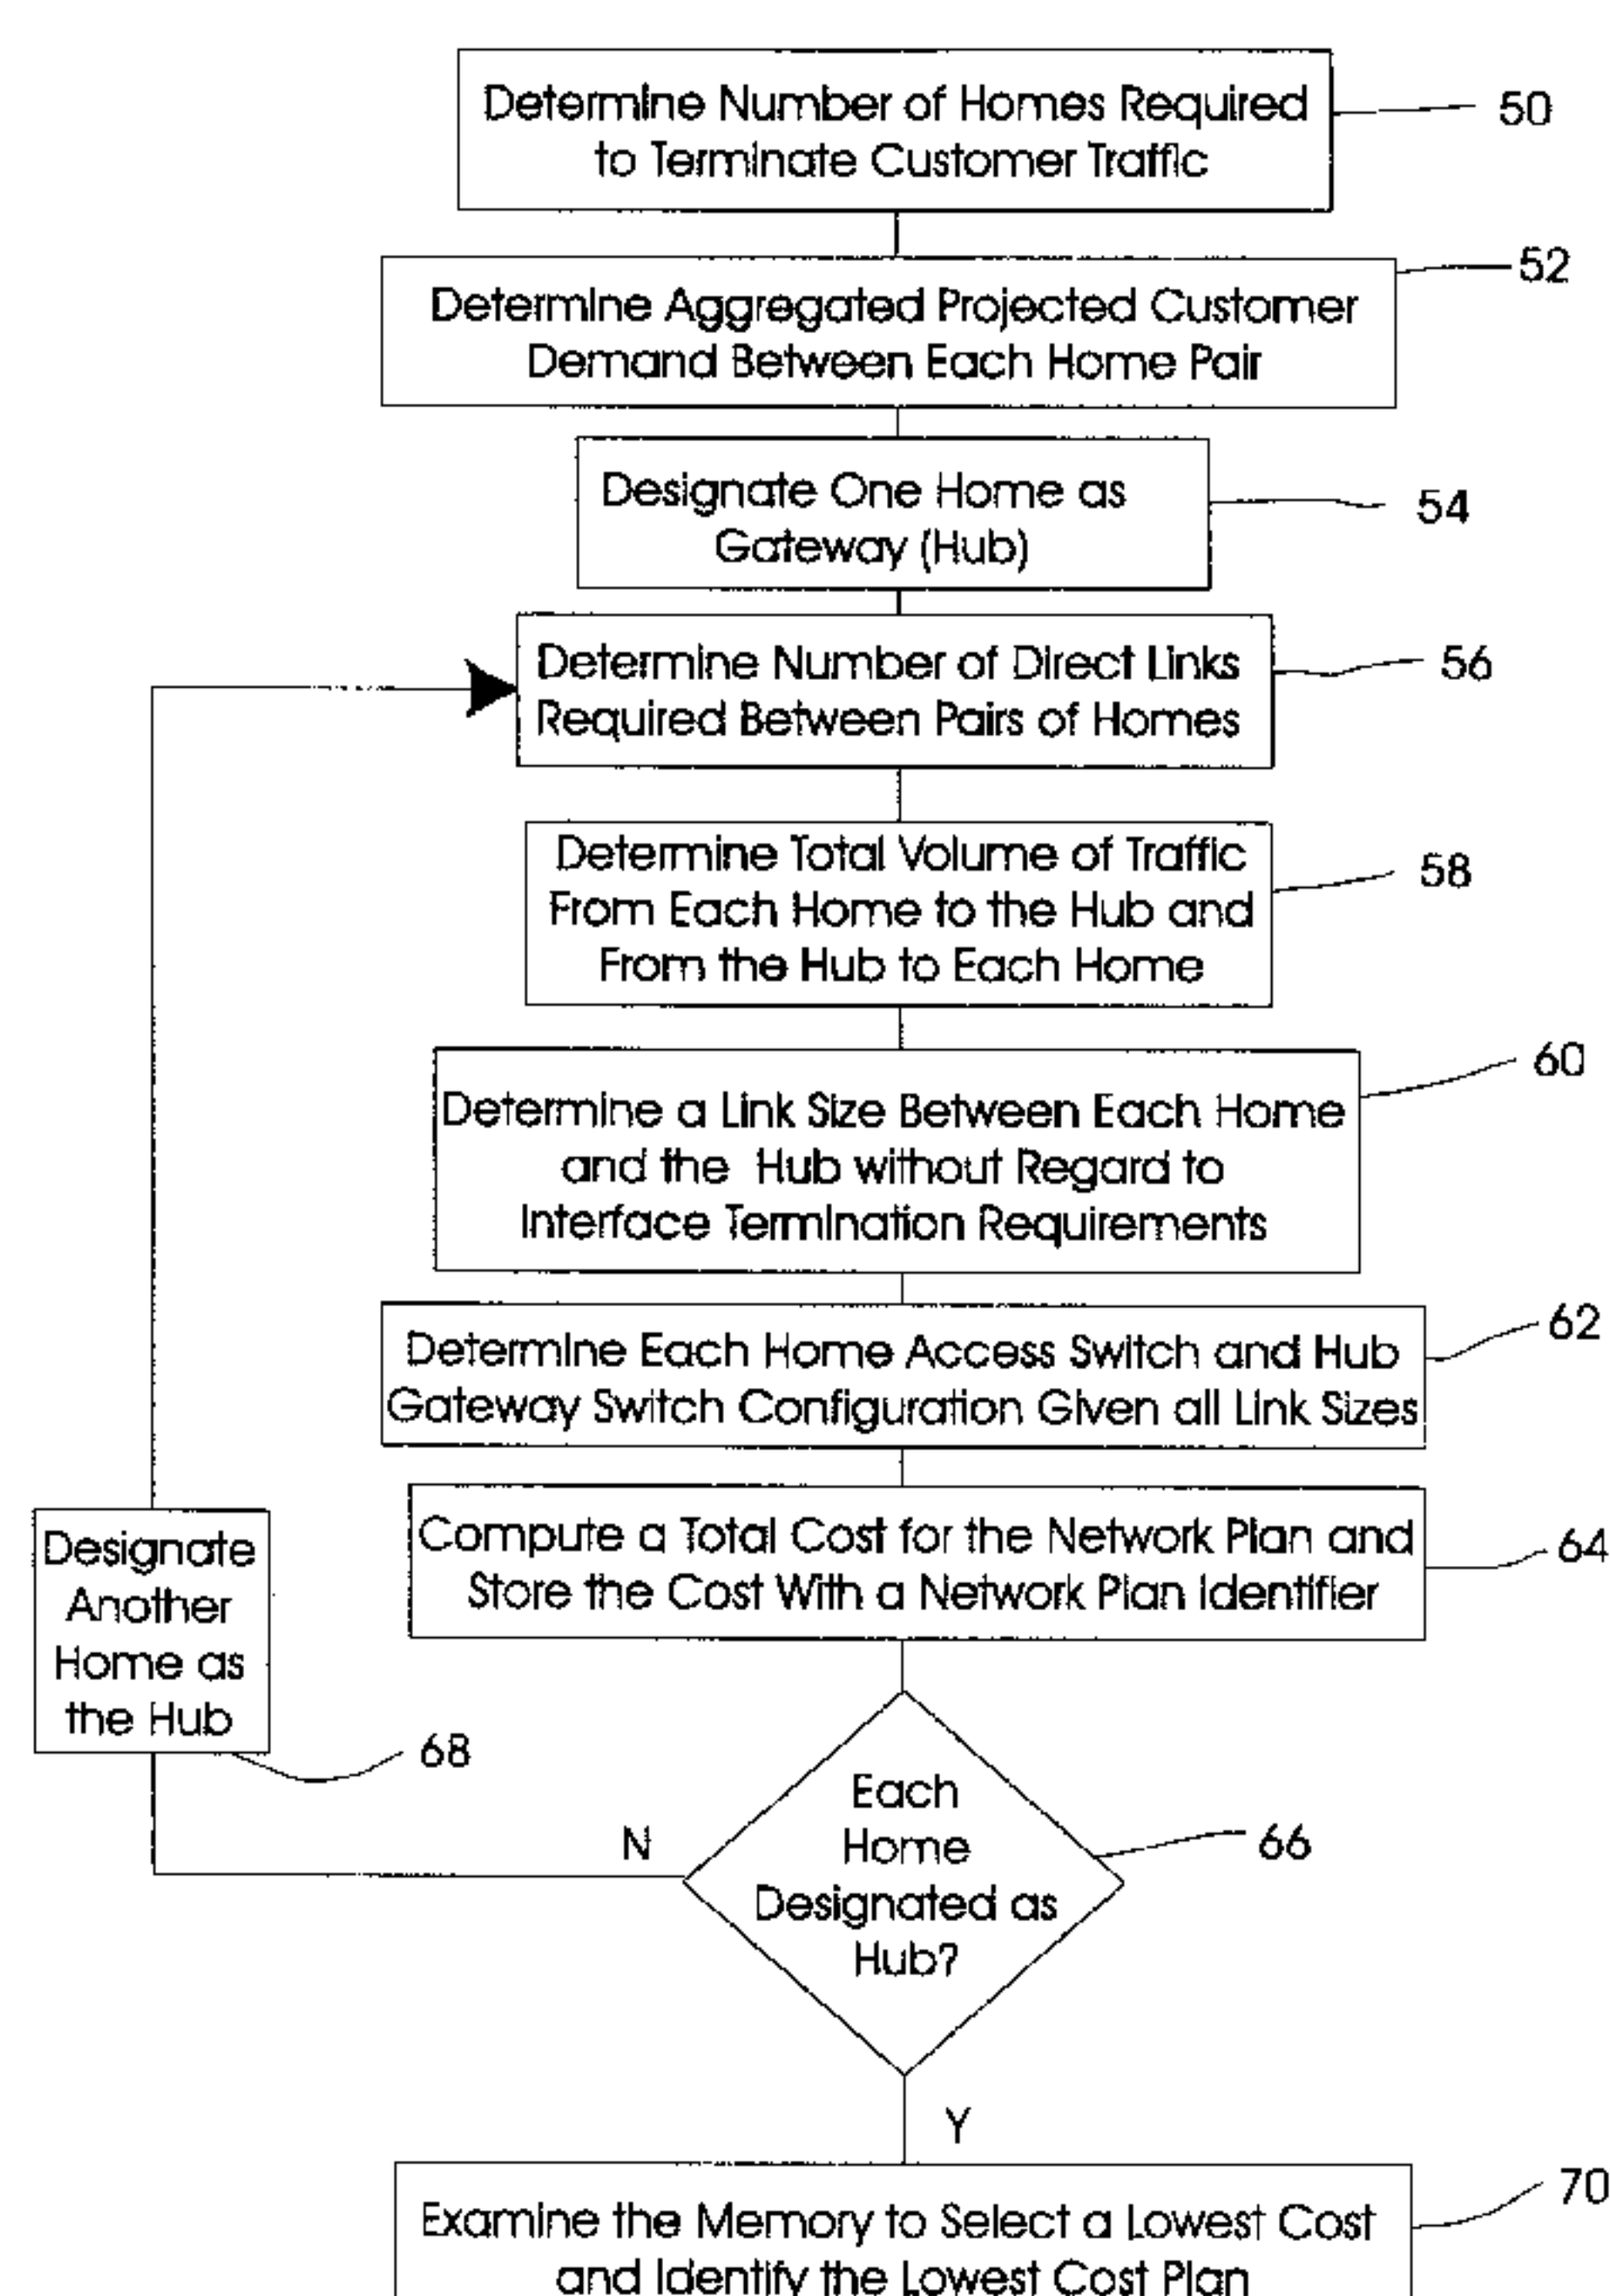 Determine Number of Homes Required
to Terminate Customer Traffic
50
Determine Aggregated Projected Customer
Demand Between Each Home Pair
52
Designate One Home as
Gateway (Hub)
54
Determine Number of Direct Links
Required Between Pairs of Homes
56
Determine Total Volume of Traffic
From Each Home to the Hub and
From the Hub to Each Home
58
Determine a Link Size Between Each Home
and the Hub without Regard to
Interface Termination Requirements
60
Determine Each Home Access Switch and Hub
Gateway Switch Configuration Given all Link Sizes
62
Compute a Total Cost for the Network Plan and
Store the Cost With a Network Plan Identifier
64
Designate
Another
Home as
the Hub
68
Each
Home
Designated as
Hub?
66
N
Y
Examine the Memory to Select a Lowest Cost
and Identify the Lowest Cost Plan
70